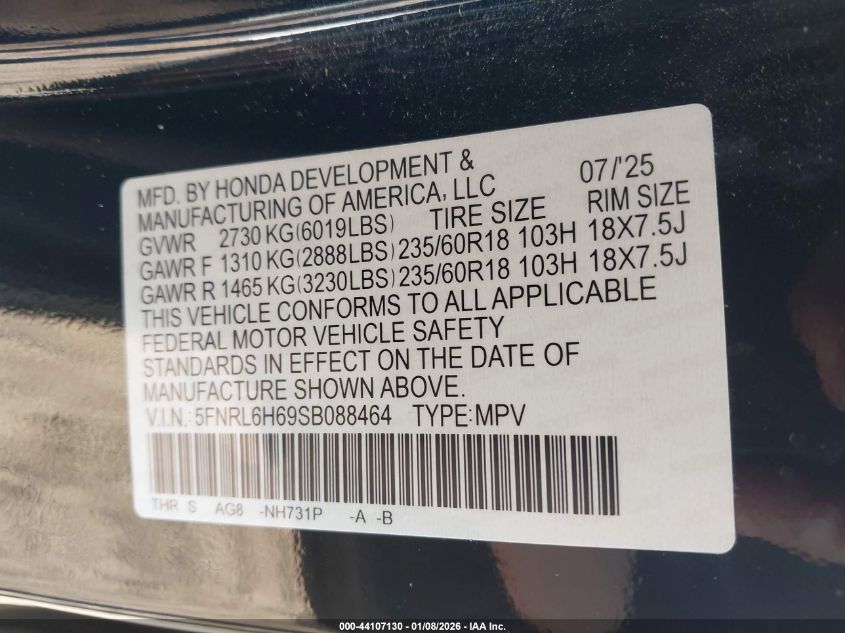 MFD. BY HONDA DEVELOPMENT & 07/'25
MANUFACTURING OF AMERICA, LLC
GVWR 2730 KG(6019LBS) TIRE SIZE RIM SIZE
GAWR F 1310 KG(2888LBS) 235/60R18 103H 18X7.5J
GAWR R 1465 KG(3230LBS) 235/60R18 103H 18X7.5J
THIS VEHICLE CONFORMS TO ALL APPLICABLE
FEDERAL MOTOR VEHICLE SAFETY
STANDARDS IN EFFECT ON THE DATE OF
MANUFACTURE SHOWN ABOVE.
V.I.N.: 5FNRL6H69SB088464 TYPE:MPV
THR S AG8 -NH731P -A -B
000-44107130 - 01/08/2026 - IAA Inc.